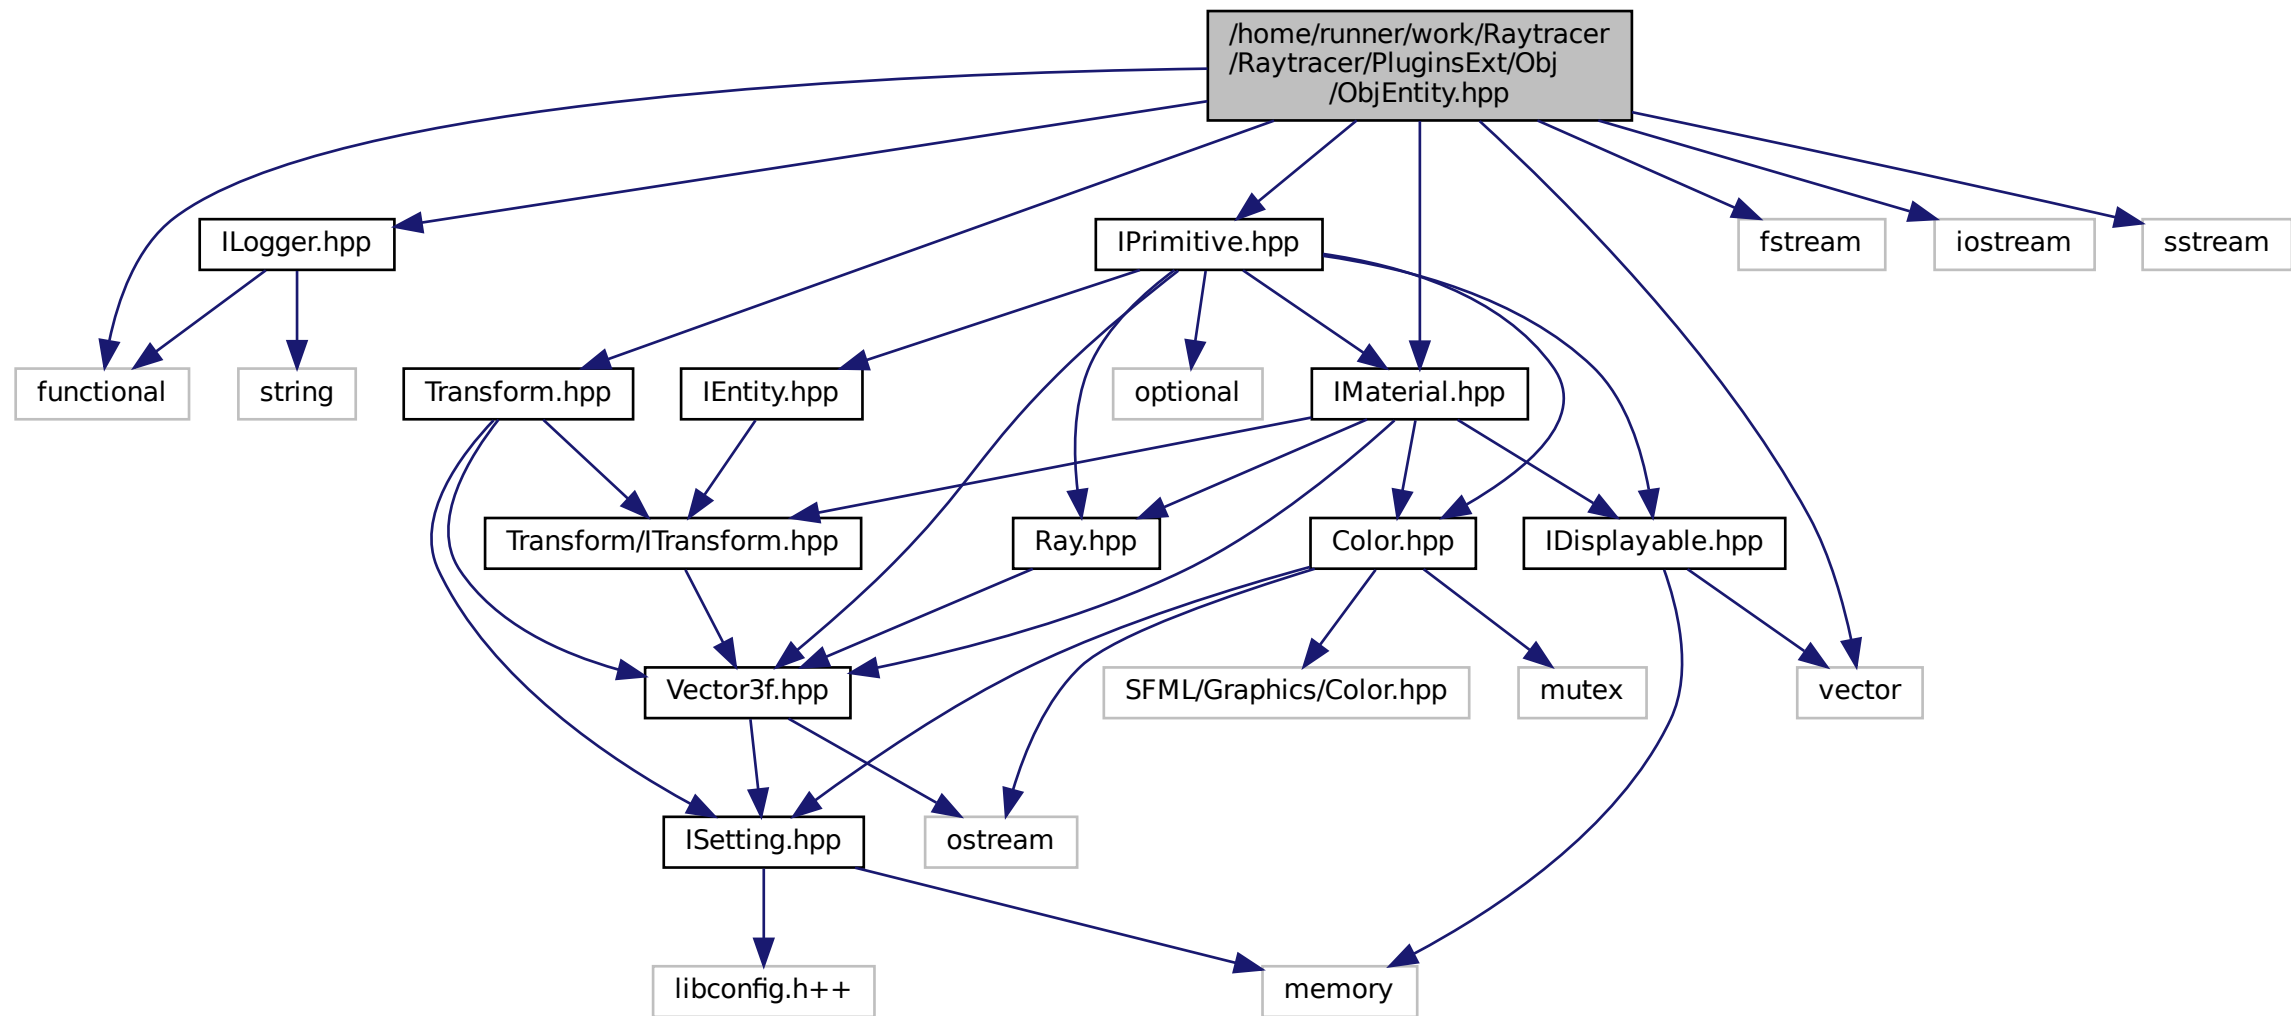 /home/runner/work/Raytracer
/Raytracer/PluginsExt/Obj
/ObjEntity.hpp
ILogger.hpp
IPrimitive.hpp
fstream
iostream
sstream
functional
string
Transform.hpp
IEntity.hpp
optional
IMaterial.hpp
Transform/ITransform.hpp
Ray.hpp
Color.hpp
IDisplayable.hpp
Vector3f.hpp
SFML/Graphics/Color.hpp
mutex
vector
ISetting.hpp
ostream
libconfig.h++
memory